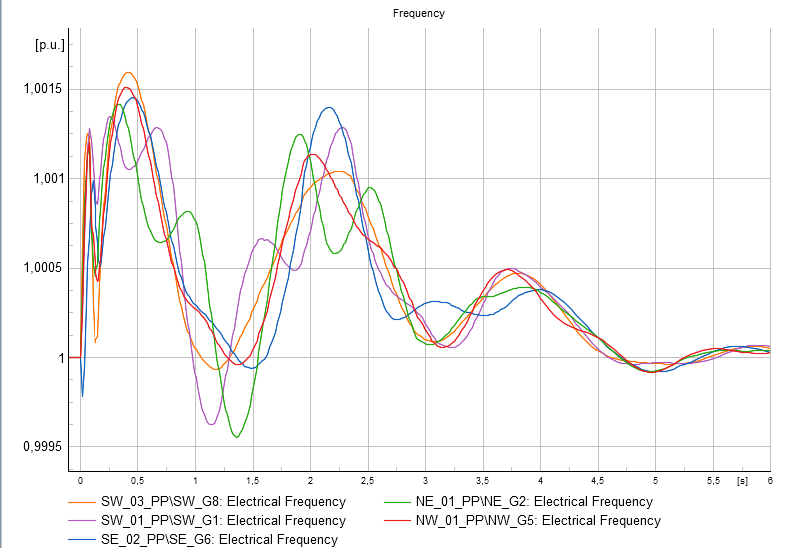 Frequency
[p.u.]
1,0015
1,001
1,0005
1
0,9995
0 0,5 1 1,5 2 2,5 3 3,5 4 4,5 5 5,5 [s] 6
SW_03_PP\SW_G8: Electrical Frequency NE_01_PP\NE_G2: Electrical Frequency
SW_01_PP\SW_G1: Electrical Frequency NW_01_PP\NW_G5: Electrical Frequency
SE_02_PP\SE_G6: Electrical Frequency